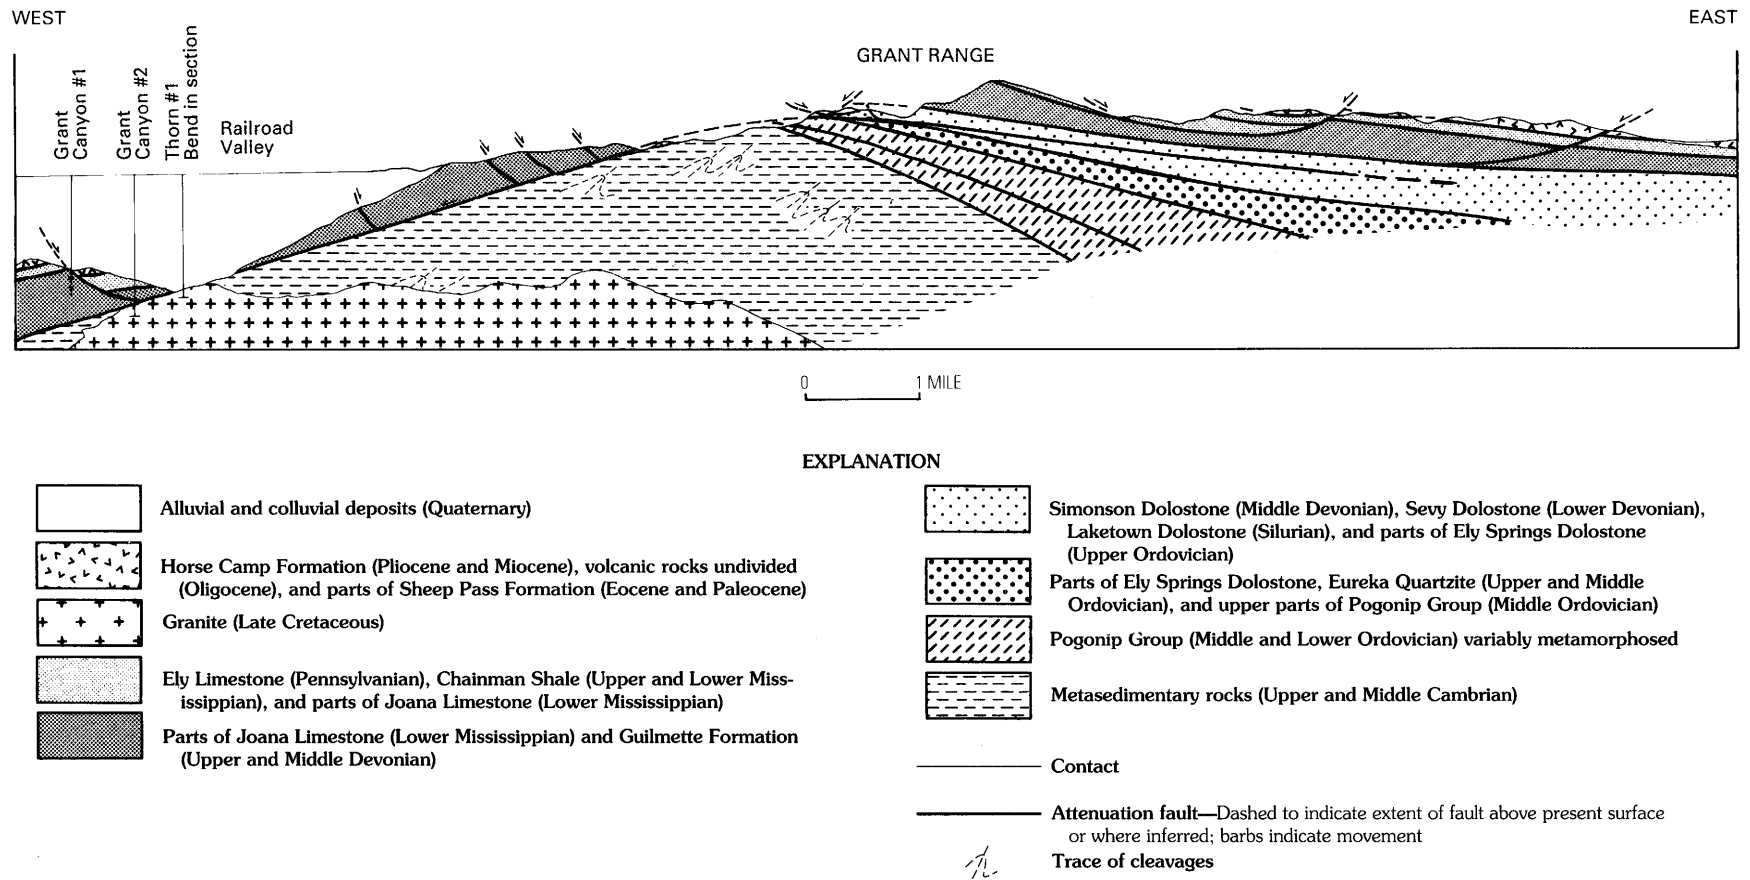 WEST
EAST
GRANT RANGE
Grant
Canyon #1
Grant
Canyon #2
Thorn #1
Bend in section
Railroad
Valley
0 1 MILE
EXPLANATION
Alluvial and colluvial deposits (Quaternary)
Horse Camp Formation (Pliocene and Miocene), volcanic rocks undivided
(Oligocene), and parts of Sheep Pass Formation (Eocene and Paleocene)
Granite (Late Cretaceous)
Ely Limestone (Pennsylvanian), Chainman Shale (Upper and Lower Miss-
issippian), and parts of Joana Limestone (Lower Mississippian)
Parts of Joana Limestone (Lower Mississippian) and Guilmette Formation
(Upper and Middle Devonian)
Simonson Dolostone (Middle Devonian), Sevy Dolostone (Lower Devonian),
Laketown Dolostone (Silurian), and parts of Ely Springs Dolostone
(Upper Ordovician)
Parts of Ely Springs Dolostone, Eureka Quartzite (Upper and Middle
Ordovician), and upper parts of Pogonip Group (Middle Ordovician)
Pogonip Group (Middle and Lower Ordovician) variably metamorphosed
Metasedimentary rocks (Upper and Middle Cambrian)
Contact
Attenuation fault—Dashed to indicate extent of fault above present surface
or where inferred; barbs indicate movement
Trace of cleavages